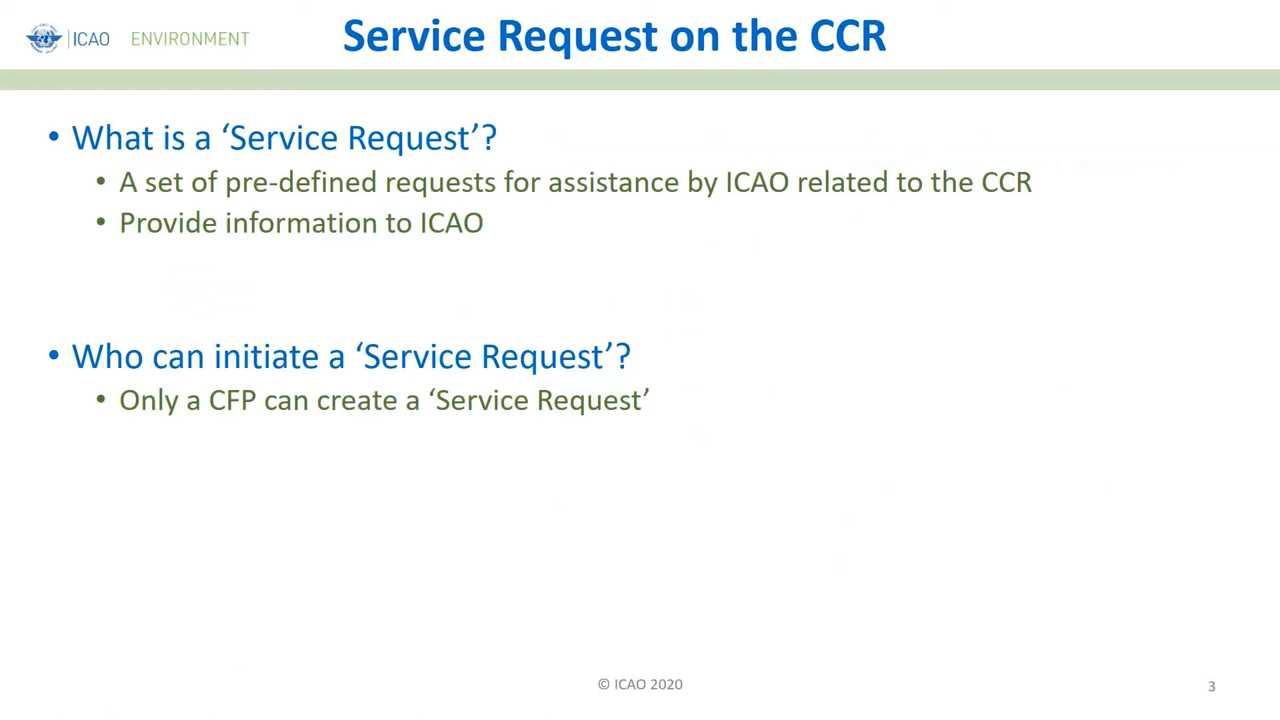 ICAO ENVIRONMENT
Service Request on the CCR
• What is a ‘Service Request’?
• A set of pre-defined requests for assistance by ICAO related to the CCR
• Provide information to ICAO
• Who can initiate a ‘Service Request’?
• Only a CFP can create a ‘Service Request’
© ICAO 2020
3